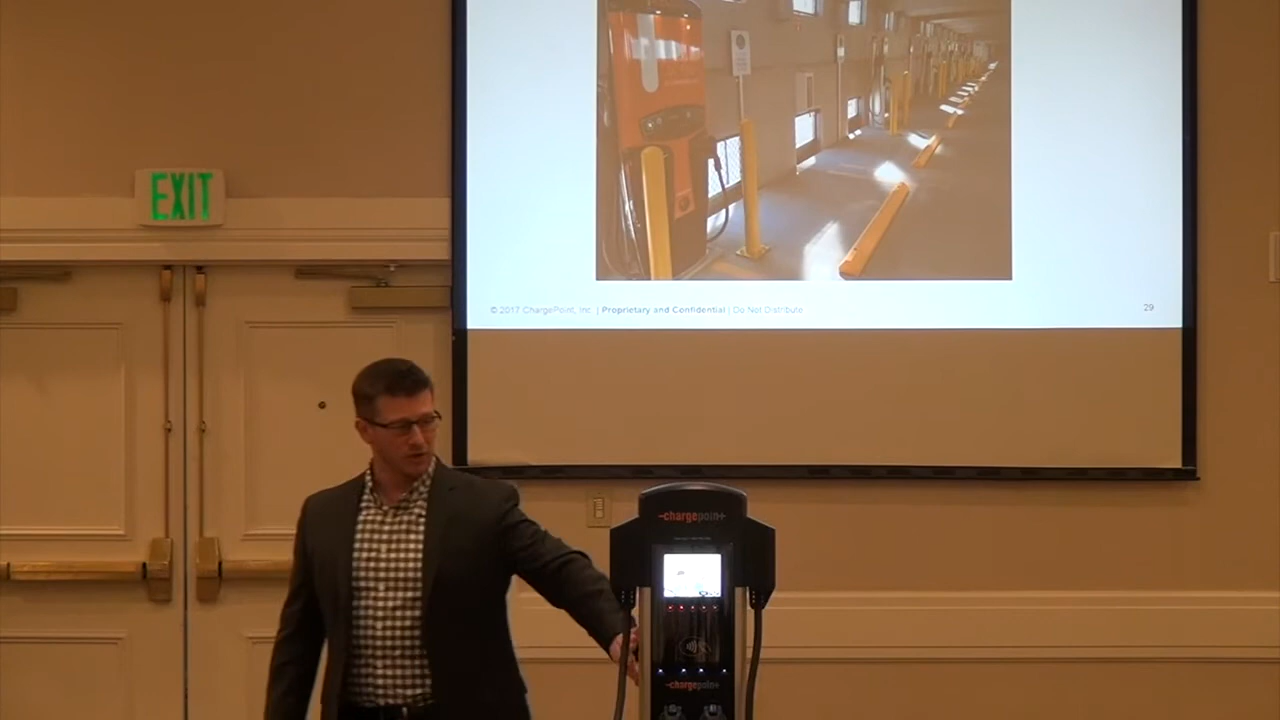 EXIT
© 2017 ChargePoint, Inc. | Proprietary and Confidential | Do Not Distribute
29
-chargepoin+
-chargepoin+